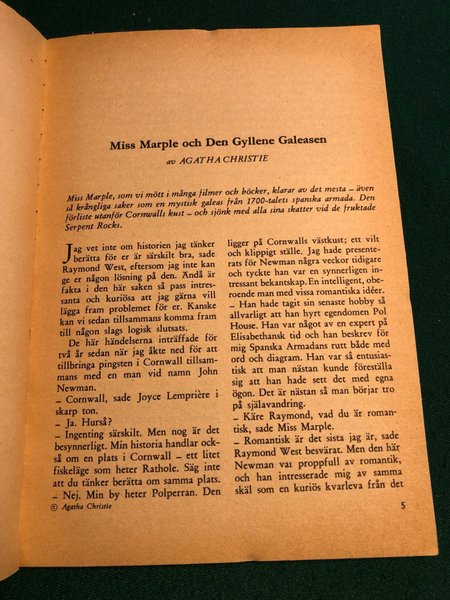 Miss Marple och Den Gyllene Galeasen
av AGATHA CHRISTIE
Miss Marple, som vi mött i många filmer och böcker, klarar av det mesta – även
så krångliga saker som en mystisk galeas från 1700-talets spanska armada. Den
förliste utanför Cornwalls kust – och sjönk med alla sina skatter vid de fruktade
Serpent Rocks.
Jag vet inte om historien jag tänker
berätta för er är särskilt bra, sade
Raymond West, eftersom jag inte kan
ge er någon lösning på den. Ändå är
fakta i den här saken så pass intres-
santa och kuriösa att jag gärna vill
lägga fram problemet för er. Kanske
kan vi sedan tillsammans komma fram
till någon slags logisk slutsats.
De här händelserna inträffade för
två år sedan när jag åkte ned för att
tillbringa pingsten i Cornwall tillsam-
mans med en man vid namn John
Newman.
– Cornwall, sade Joyce Lemprière i
skarp ton.
– Ja. Hurså?
– Ingenting särskilt. Men nog är det
besynnerligt. Min historia handlar ock-
så om en plats i Cornwall – ett litet
fiskeläge som heter Rathole. Säg inte
att du tänker berätta om samma plats.
– Nej. Min by heter Polperran. Den
ligger på Cornwalls västkust; ett vilt
och klippigt ställe. Jag hade presente-
rats för Newman några veckor tidigare
och tyckte han var en synnerligen in-
tressant bekantskap. En intelligent, obe-
roende man med vissa romantiska idéer.
– Han hade tagit sin senaste hobby så
allvarligt att han hyrt egendomen Pol
House. Han var något av en expert på
Elisabethansk tid och han beskrev för
mig Spanska Armadans rutt både med
ord och diagram. Han var så entusias-
tisk att man nästan kunde föreställa
sig att han hade sett det med egna
ögon. Det är nästan så man börjar tro
på själavandring.
– Käre Raymond, vad du är roman-
tisk, sade Miss Marple.
– Romantisk är det sista jag är, sade
Raymond West besvärat. Men den här
Newman var proppfull av romantik,
och han intresserade mig av samma
skäl som en kuriös kvarleva från det
© Agatha Christie
5